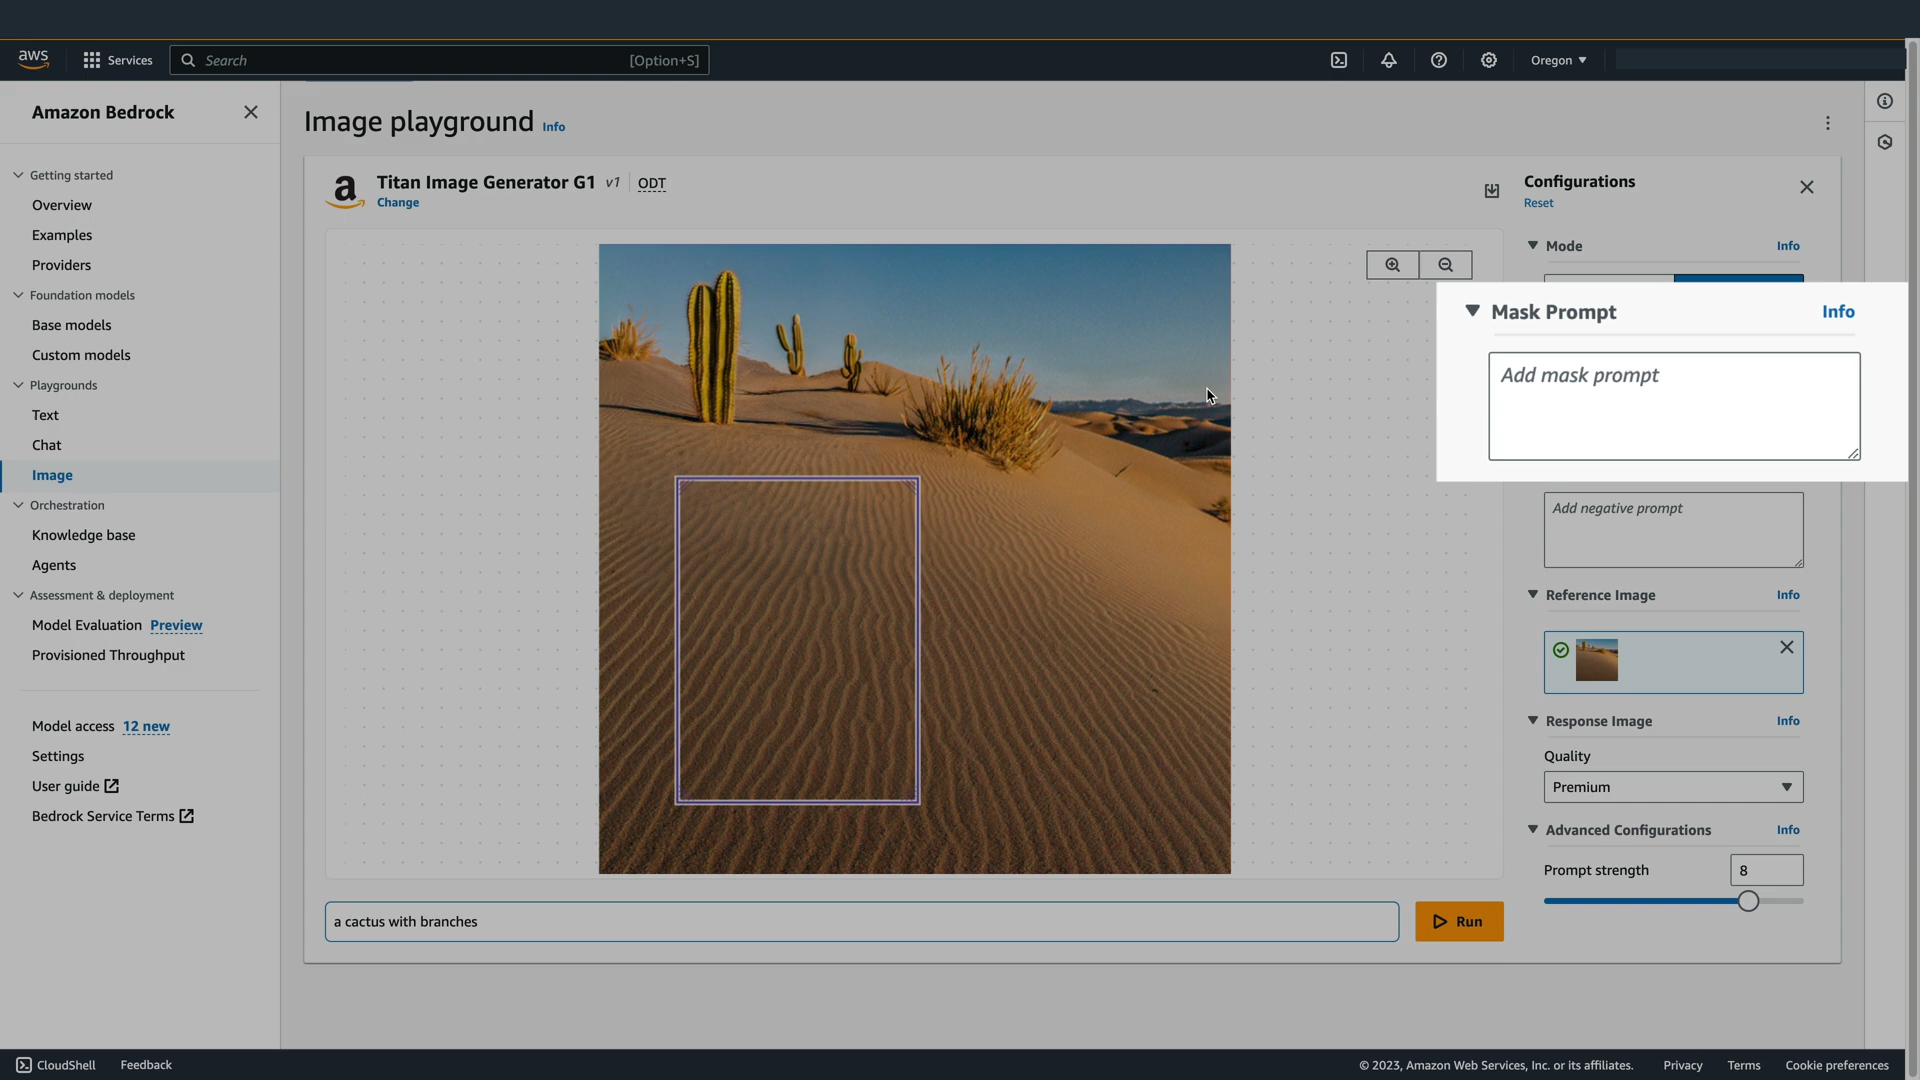 aws
Services
Search
[Option+S]
Oregon
Amazon Bedrock
Getting started
Overview
Examples
Providers
Foundation models
Base models
Custom models
Playgrounds
Text
Chat
Image
Orchestration
Knowledge base
Agents
Assessment & deployment
Model Evaluation Preview
Provisioned Throughput
Model access 12 new
Settings
User guide
Bedrock Service Terms
Image playground Info
a
Titan Image Generator G1 v1 ODT
Change
a cactus with branches
Run
Configurations
Reset
Mode Info
Mask Prompt Info
Add mask prompt
Add negative prompt
Reference Image Info
Response Image Info
Quality
Premium
Advanced Configurations Info
Prompt strength 8
CloudShell
Feedback
© 2023, Amazon Web Services, Inc. or its affiliates.
Privacy
Terms
Cookie preferences